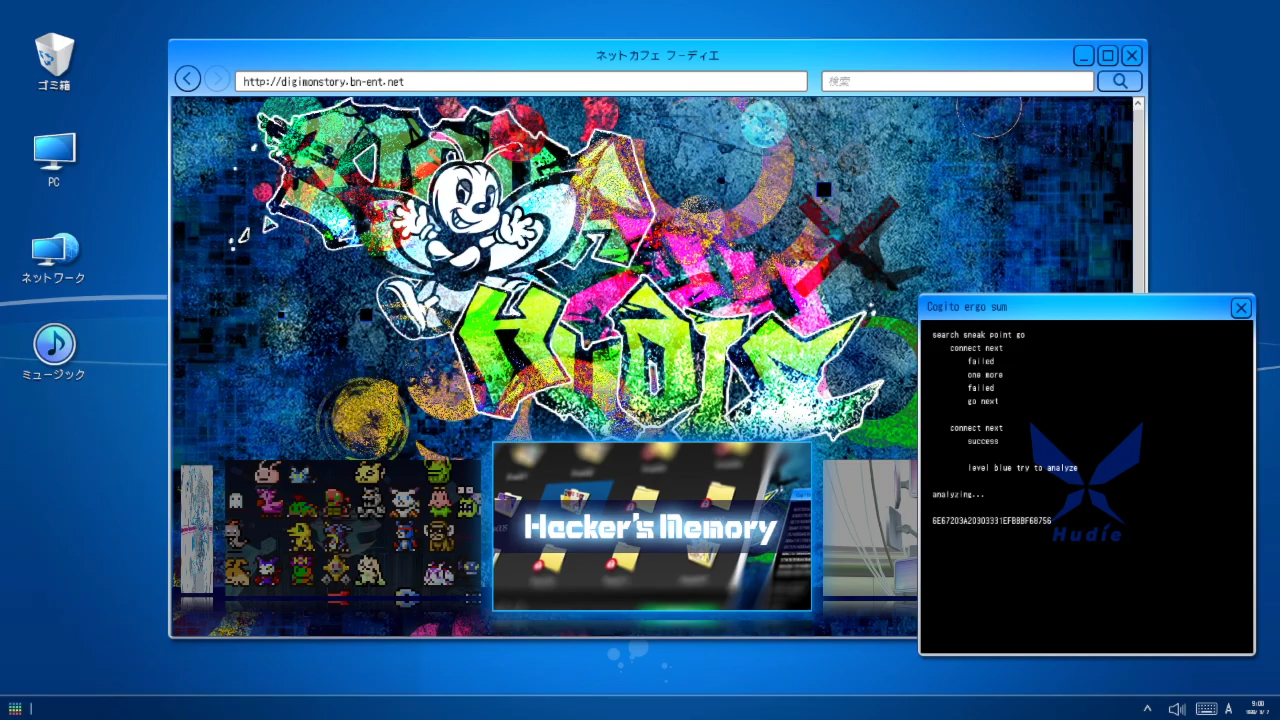 ゴミ箱
PC
ネットワーク
ミュージック
ネットカフェ フーディエ
http://digimonstory.bn-ent.net
検索
HUDIE
Hacker's Memory
Cogito ergo sum
search sneak point go
connect next
failed
one more
failed
go next
connect next
success
level blue try to analyze
analyzing...
6E67203A20303331EFBBBF68756
Hudie
A
9:00